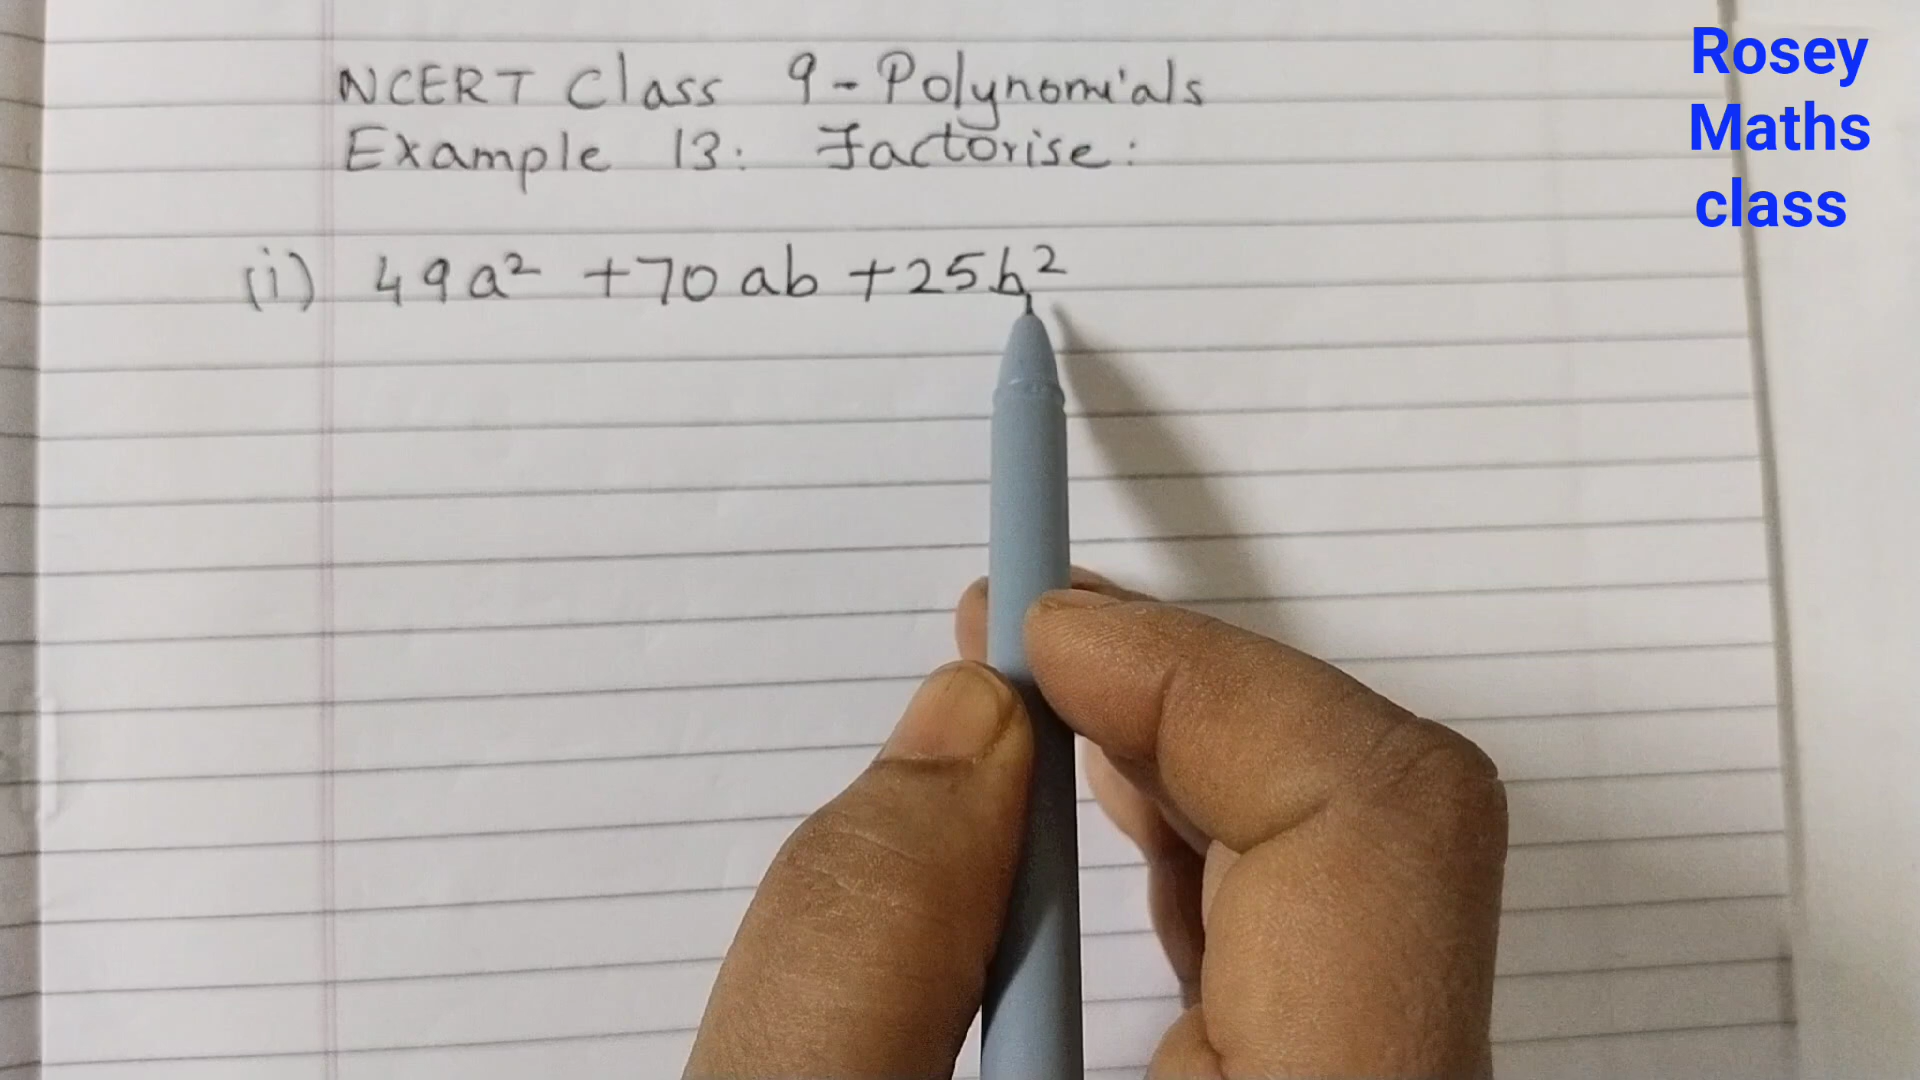 NCERT Class 9 - Polynomials
Example 13: Factorise:
(i) 49a² + 70ab + 25b²
Rosey
Maths
class